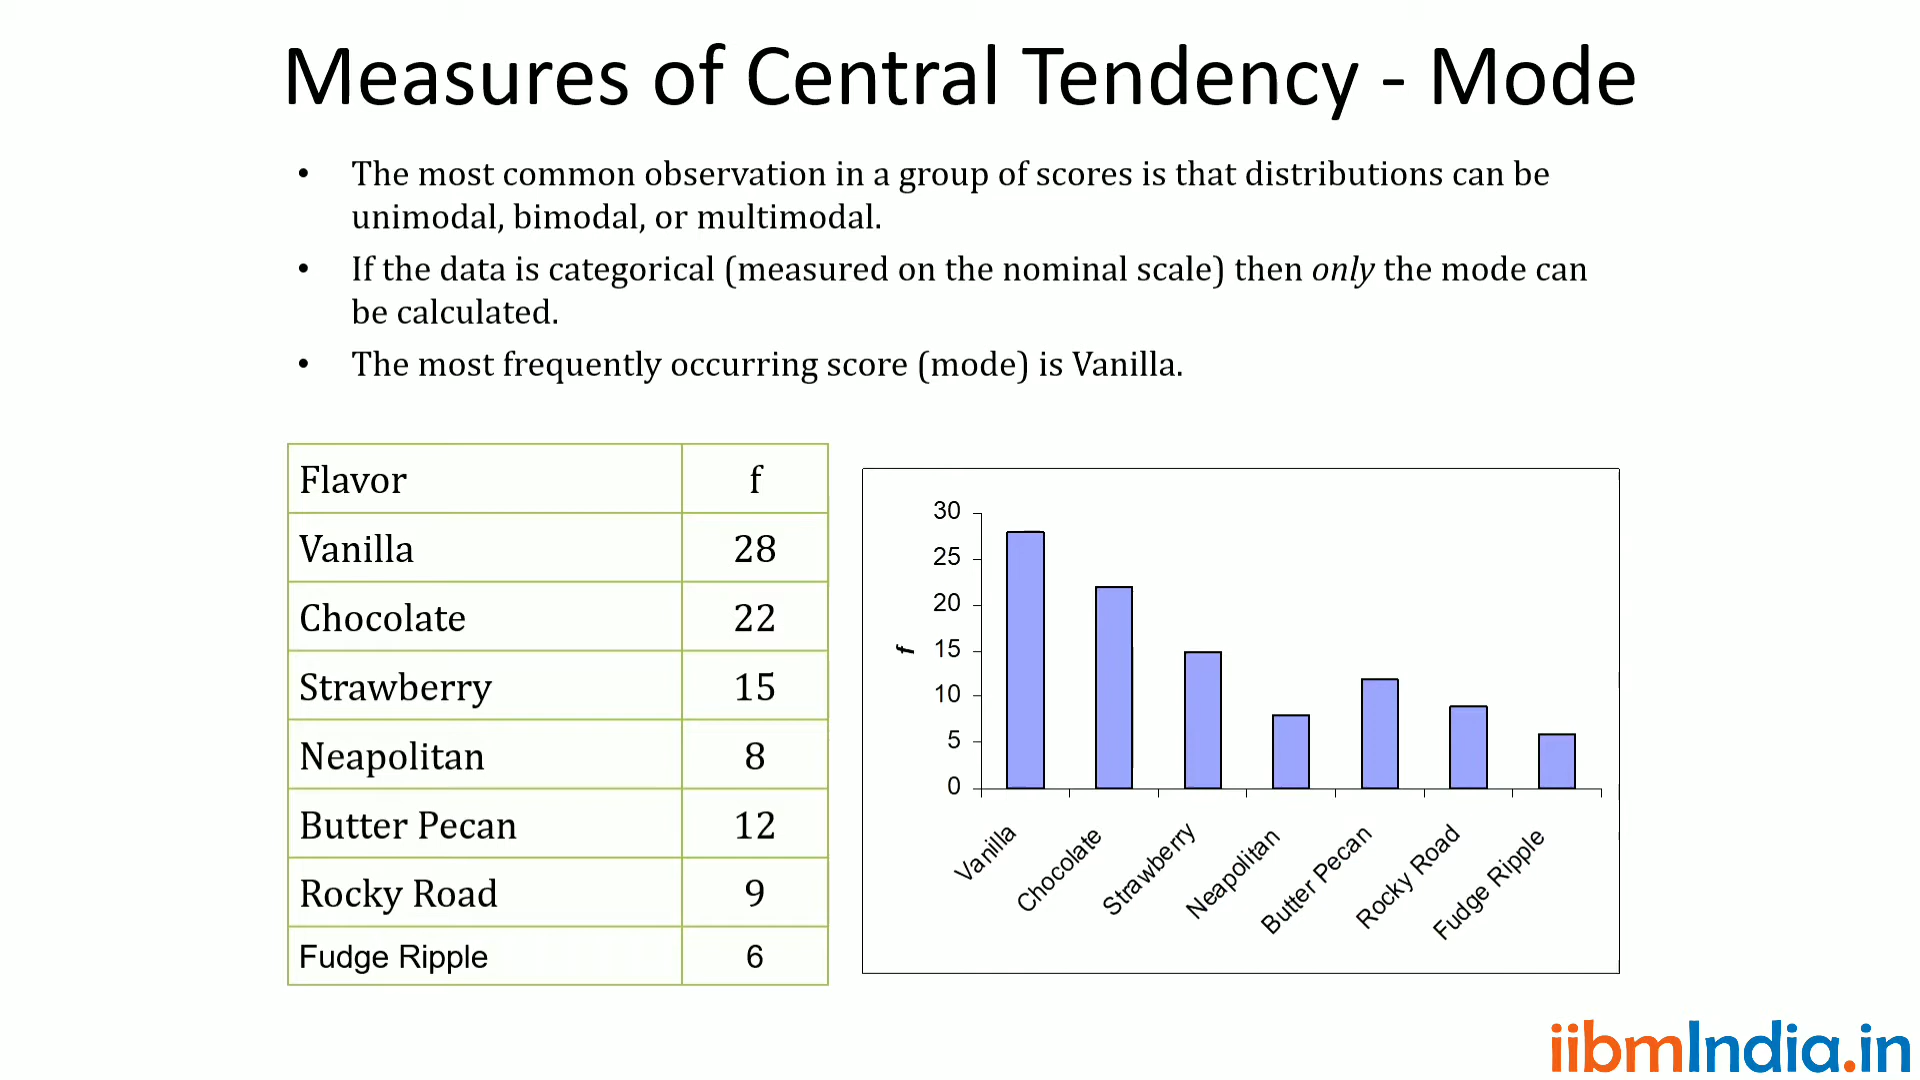 Measures of Central Tendency - Mode
• The most common observation in a group of scores is that distributions can be
unimodal, bimodal, or multimodal.
• If the data is categorical (measured on the nominal scale) then only the mode can
be calculated.
• The most frequently occurring score (mode) is Vanilla.
Flavor f
Vanilla 28
Chocolate 22
Strawberry 15
Neapolitan 8
Butter Pecan 12
Rocky Road 9
Fudge Ripple 6
30
25
20
15
10
5
0
f
Vanilla
Chocolate
Strawberry
Neapolitan
Butter Pecan
Rocky Road
Fudge Ripple
iibmIndia.in